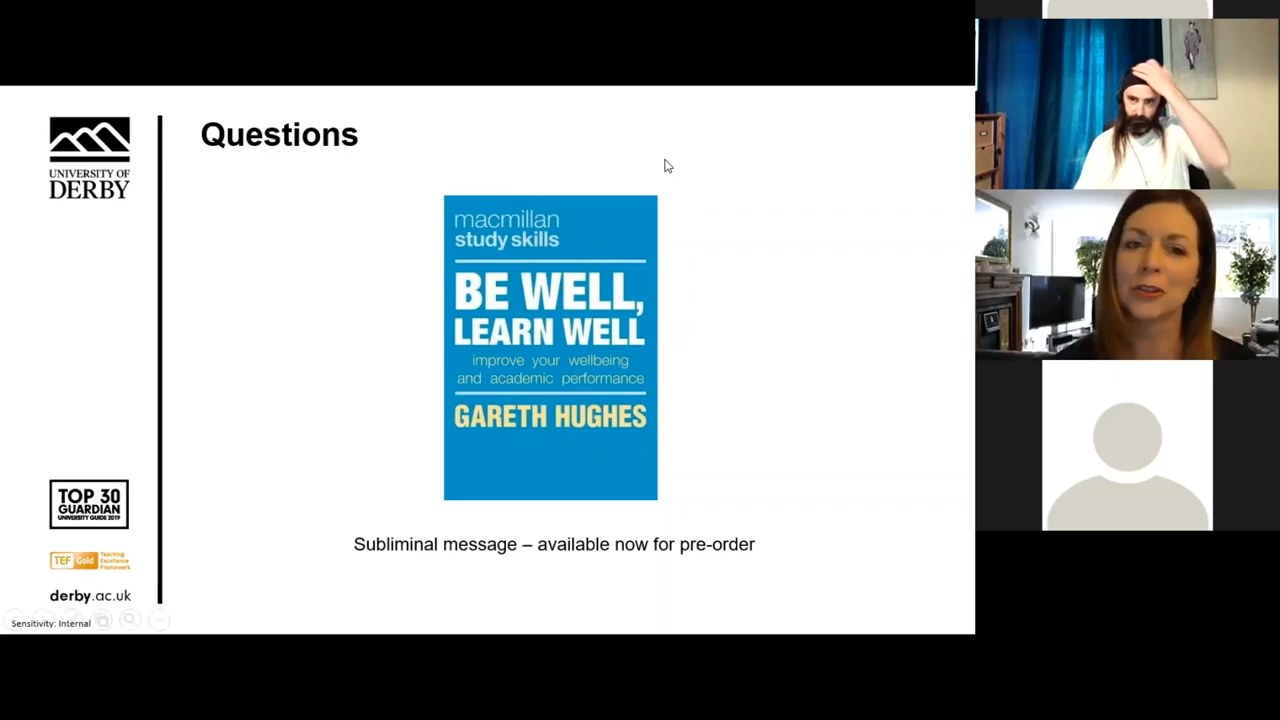 Questions
UNIVERSITY OF
DERBY
macmillan
study skills
BE WELL,
LEARN WELL
improve your wellbeing
and academic performance
GARETH HUGHES
Subliminal message – available now for pre-order
TOP 30
GUARDIAN
UNIVERSITY GUIDE 2019
TEF Gold
Teaching
Excellence
Framework
derby.ac.uk
Sensitivity: Internal